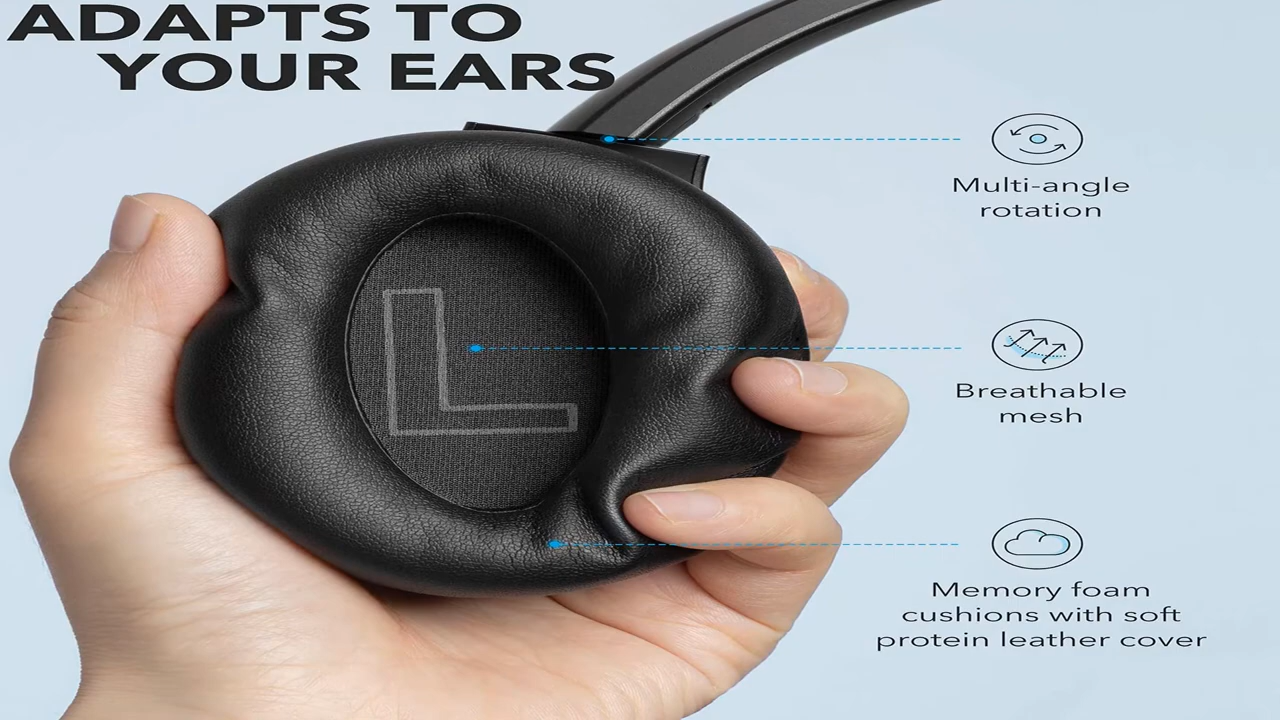 ADAPTS TO
YOUR EARS
Multi-angle
rotation
L
Breathable
mesh
Memory foam
cushions with soft
protein leather cover